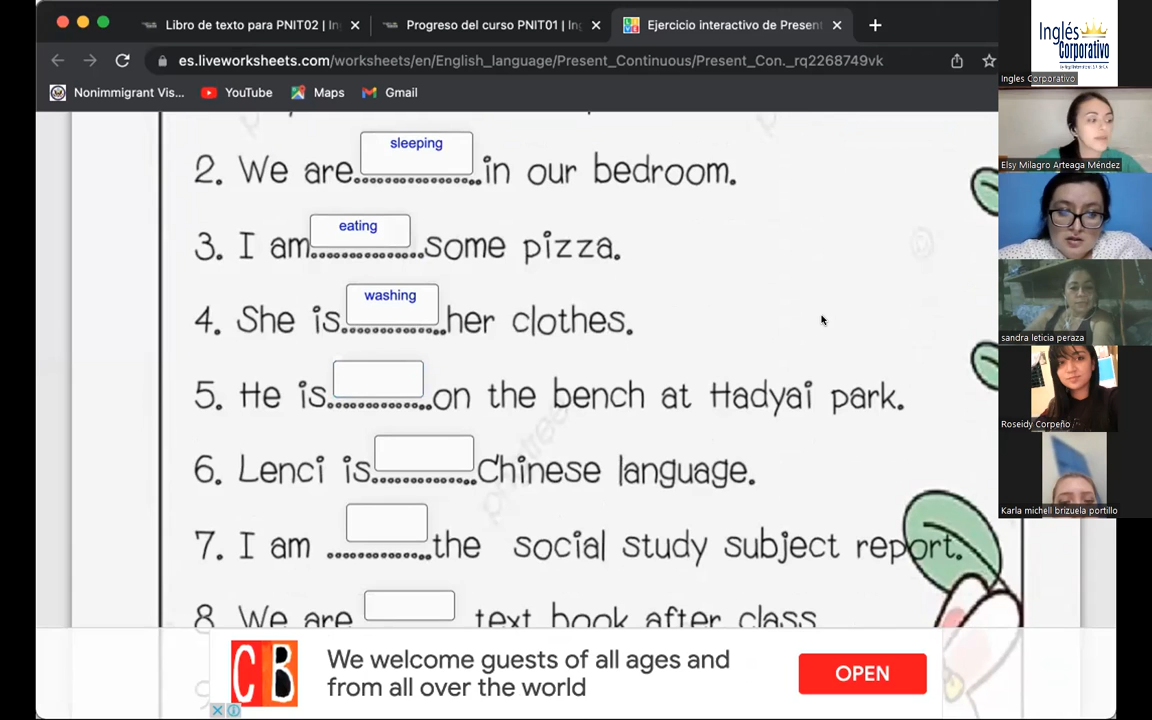 Libro de texto para PNIT02 | In
Progreso del curso PNIT01 | Ing
Ejercicio interactivo de Present
es.liveworksheets.com/worksheets/en/English_language/Present_Continuous/Present_Con._rq2268749vk
Nonimmigrant Vis...
YouTube
Maps
Gmail
2. We are sleeping in our bedroom.
3. I am eating some pizza.
4. She is washing her clothes.
5. He is on the bench at Hadyai park.
6. Lenci is Chinese language.
7. I am the social study subject report.
8. We are text book after class
CB
We welcome guests of all ages and
from all over the world
OPEN
Inglés
Corporativo
Ingles Corporativo
Elsy Milagro Arteaga Méndez
sandra leticia peraza
Roseidy Corpeño
Karla michell brizuela portillo